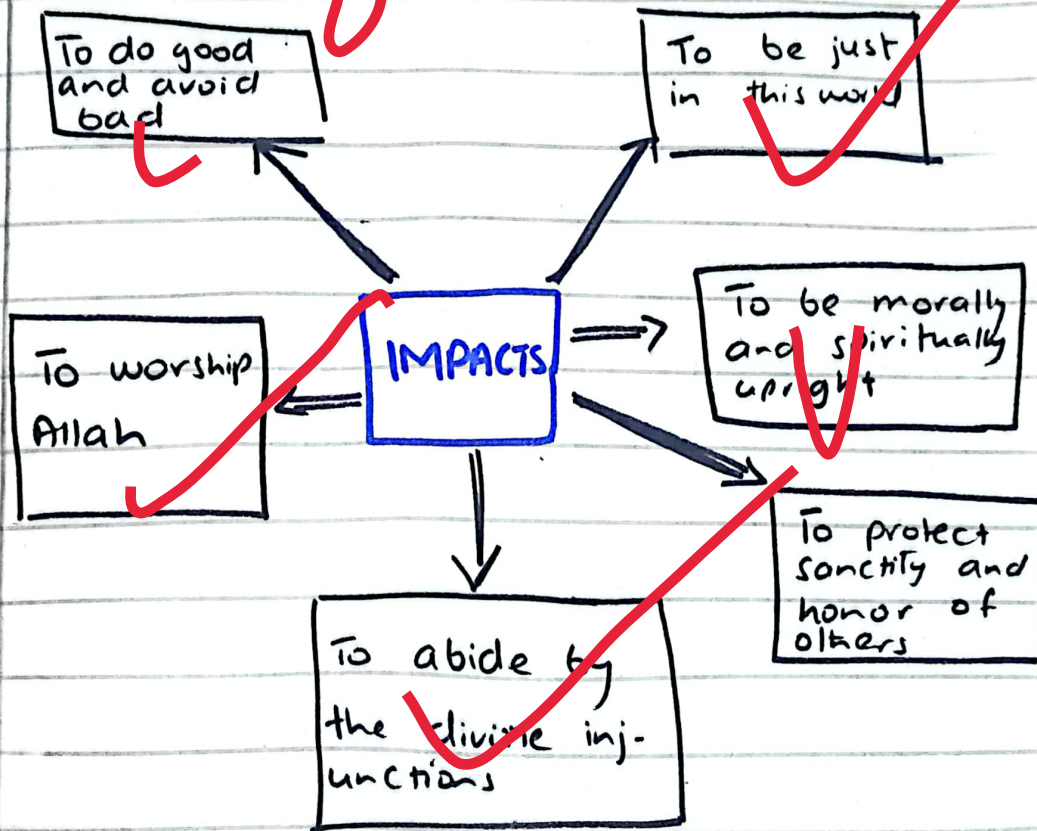 To do good
and avoid
bad
To be just
in this world
IMPACTS
To be morally
and spiritually
upright
To worship
Allah
To protect
sanctity and
honor of
others
To abide by
the divine inj-
unctions